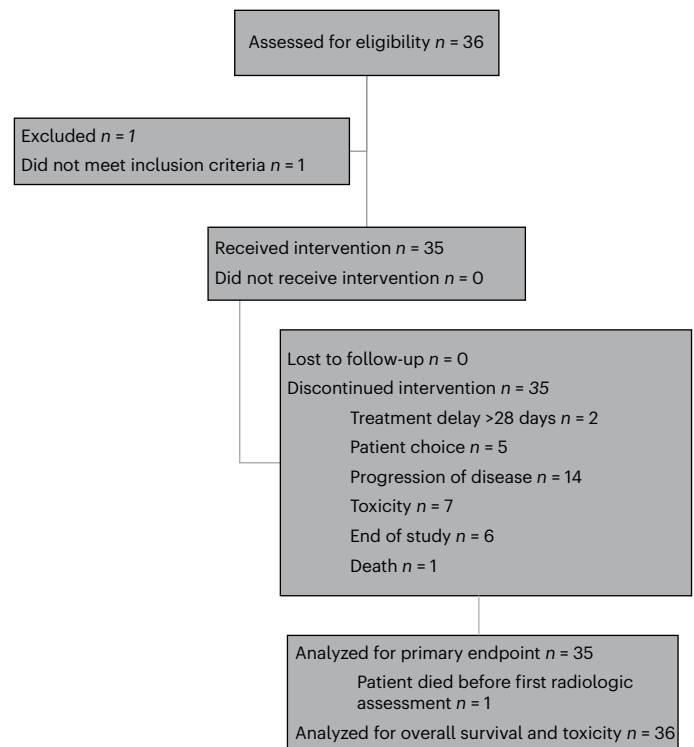 Assessed for eligibility n = 36
Excluded n = 1
Did not meet inclusion criteria n = 1
Received intervention n = 35
Did not receive intervention n = 0
Lost to follow-up n = 0
Discontinued intervention n = 35
Treatment delay >28 days n = 2
Patient choice n = 5
Progression of disease n = 14
Toxicity n = 7
End of study n = 6
Death n = 1
Analyzed for primary endpoint n = 35
Patient died before first radiologic
assessment n = 1
Analyzed for overall survival and toxicity n = 36